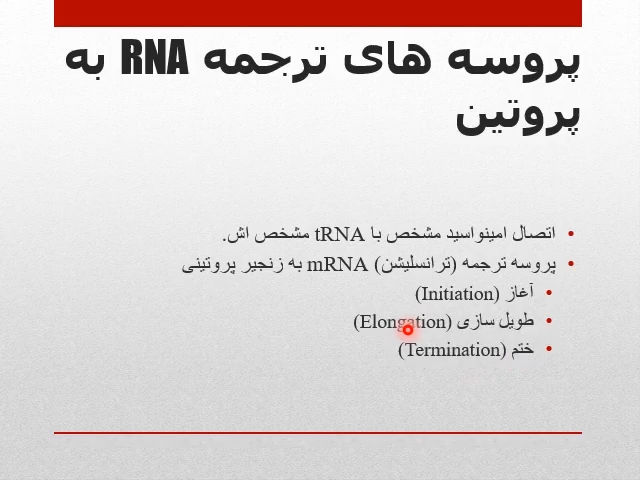 پروسه های ترجمه RNA به
پروتین
اتصال امینواسید مشخص با tRNA مشخص اش.
پروسه ترجمه (ترانسلیشن) mRNA به زنجیر پروتینی
آغاز (Initiation)
طویل سازی (Elongation)
ختم (Termination)